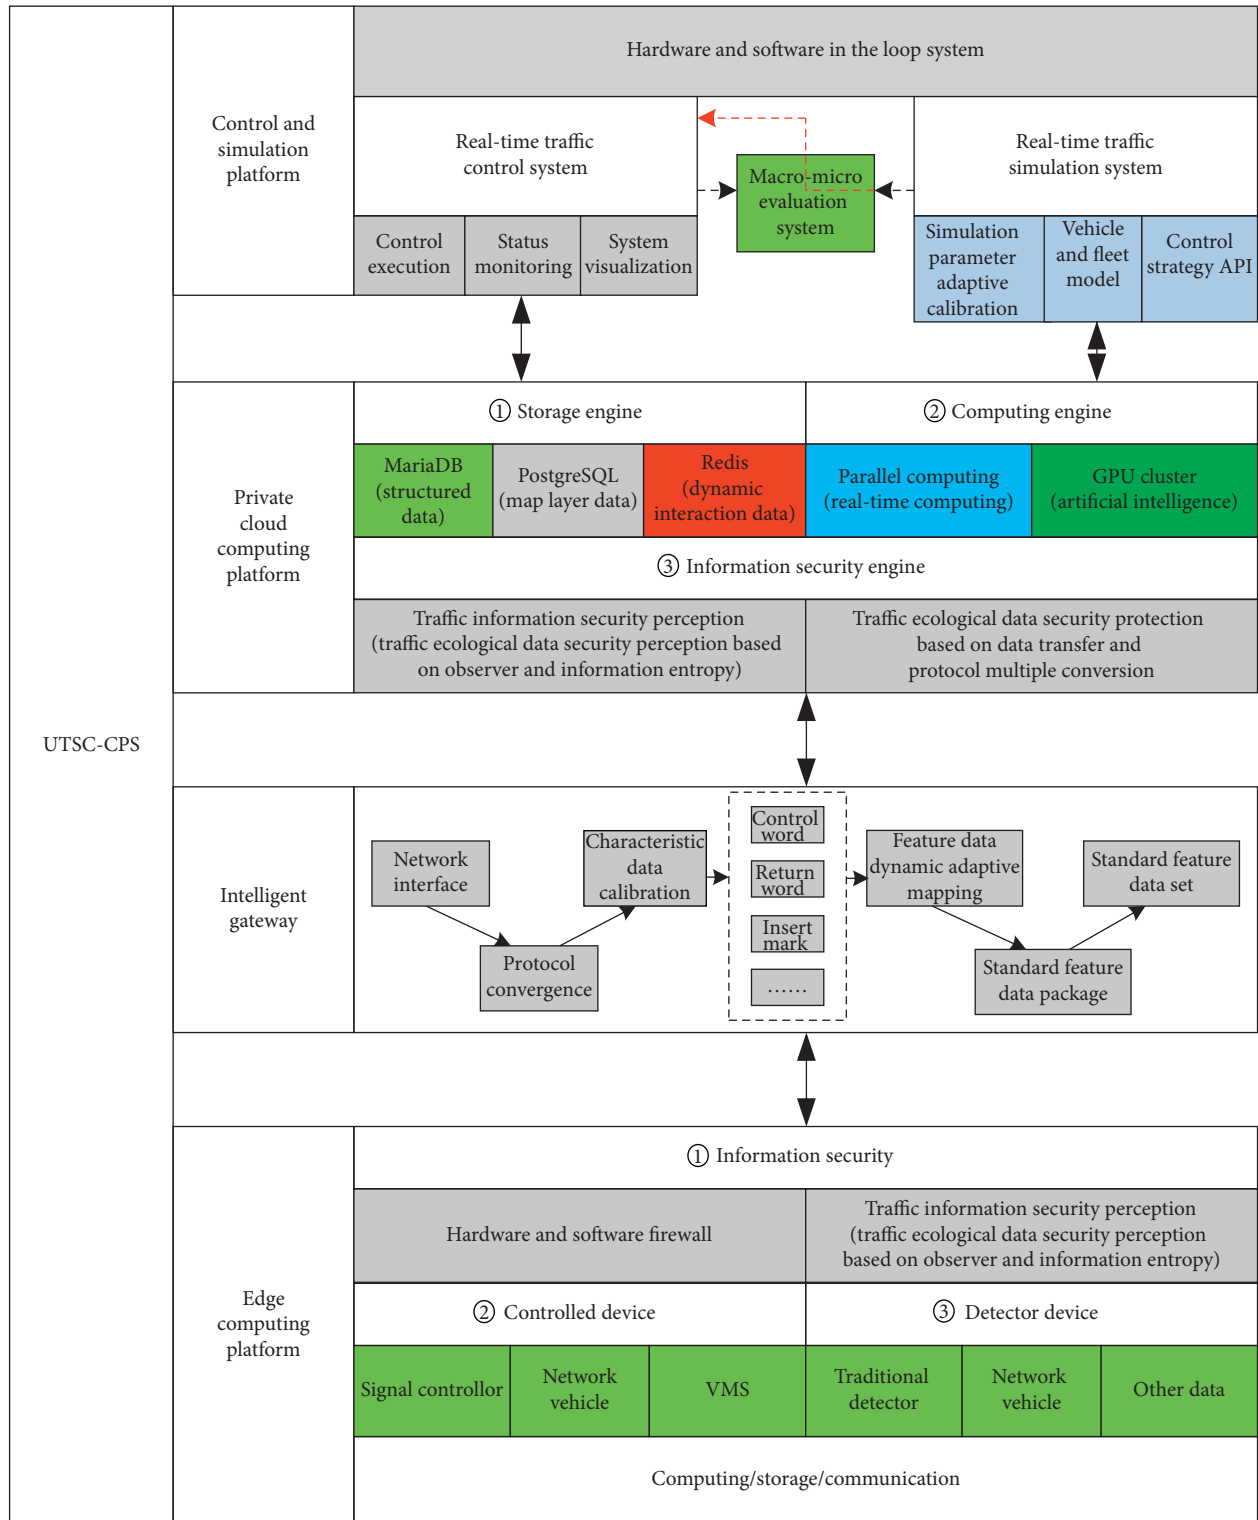 UTSC-CPS
Control and
simulation
platform
Hardware and software in the loop system
Real-time traffic
control system
Macro-micro
evaluation
system
Real-time traffic
simulation system
Control
execution
Status
monitoring
System
visualization
Simulation
parameter
adaptive
calibration
Vehicle
and fleet
model
Control
strategy API
Private
cloud
computing
platform
① Storage engine
② Computing engine
MariaDB
(structured
data)
PostgreSQL
(map layer data)
Redis
(dynamic
interaction data)
Parallel computing
(real-time computing)
GPU cluster
(artificial intelligence)
③ Information security engine
Traffic information security perception
(traffic ecological data security perception based
on observer and information entropy)
Traffic ecological data security protection
based on data transfer and
protocol multiple conversion
Intelligent
gateway
Network
interface
Protocol
convergence
Characteristic
data
calibration
Control
word
Return
word
Insert
mark
......
Feature data
dynamic adaptive
mapping
Standard feature
data package
Standard feature
data set
Edge
computing
platform
① Information security
Hardware and software firewall
Traffic information security perception
(traffic ecological data security perception
based on observer and information entropy)
② Controlled device
③ Detector device
Signal controllor
Network
vehicle
VMS
Traditional
detector
Network
vehicle
Other data
Computing/storage/communication